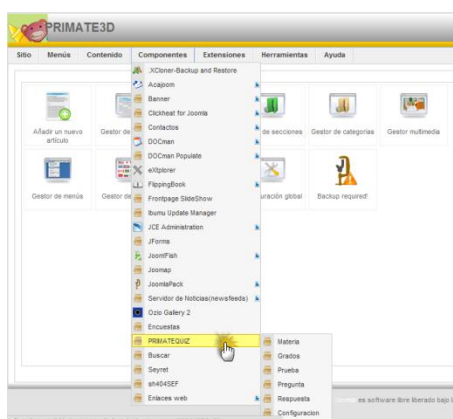 PRIMATE3D
Sitio Menús Contenido Componentes Extensiones Herramientas Ayuda
.XCloner-Backup and Restore
Acajoom
Banner
Clickheat for Joomla
Contactos
DOCman
DOCman Populate
eXtplorer
FlippingBook
Frontpage SlideShow
Ibumu Update Manager
JCE Administration
JForms
JoomFish
Joomap
JoomlaPack
Servidor de Noticias(newsfeeds)
Ozio Gallery 2
Encuestas
PRIMATEQUIZ
Buscar
Seyret
sh404SEF
Enlaces web
Materia
Grados
Prueba
Pregunta
Respuesta
Configuracion
Añadir un nuevo
artículo
Gestor de
de secciones
Gestor de categorías
Gestor multimedia
Gestor de menús
Gestor de
uración global
Backup required!
es software libre liberado bajo l